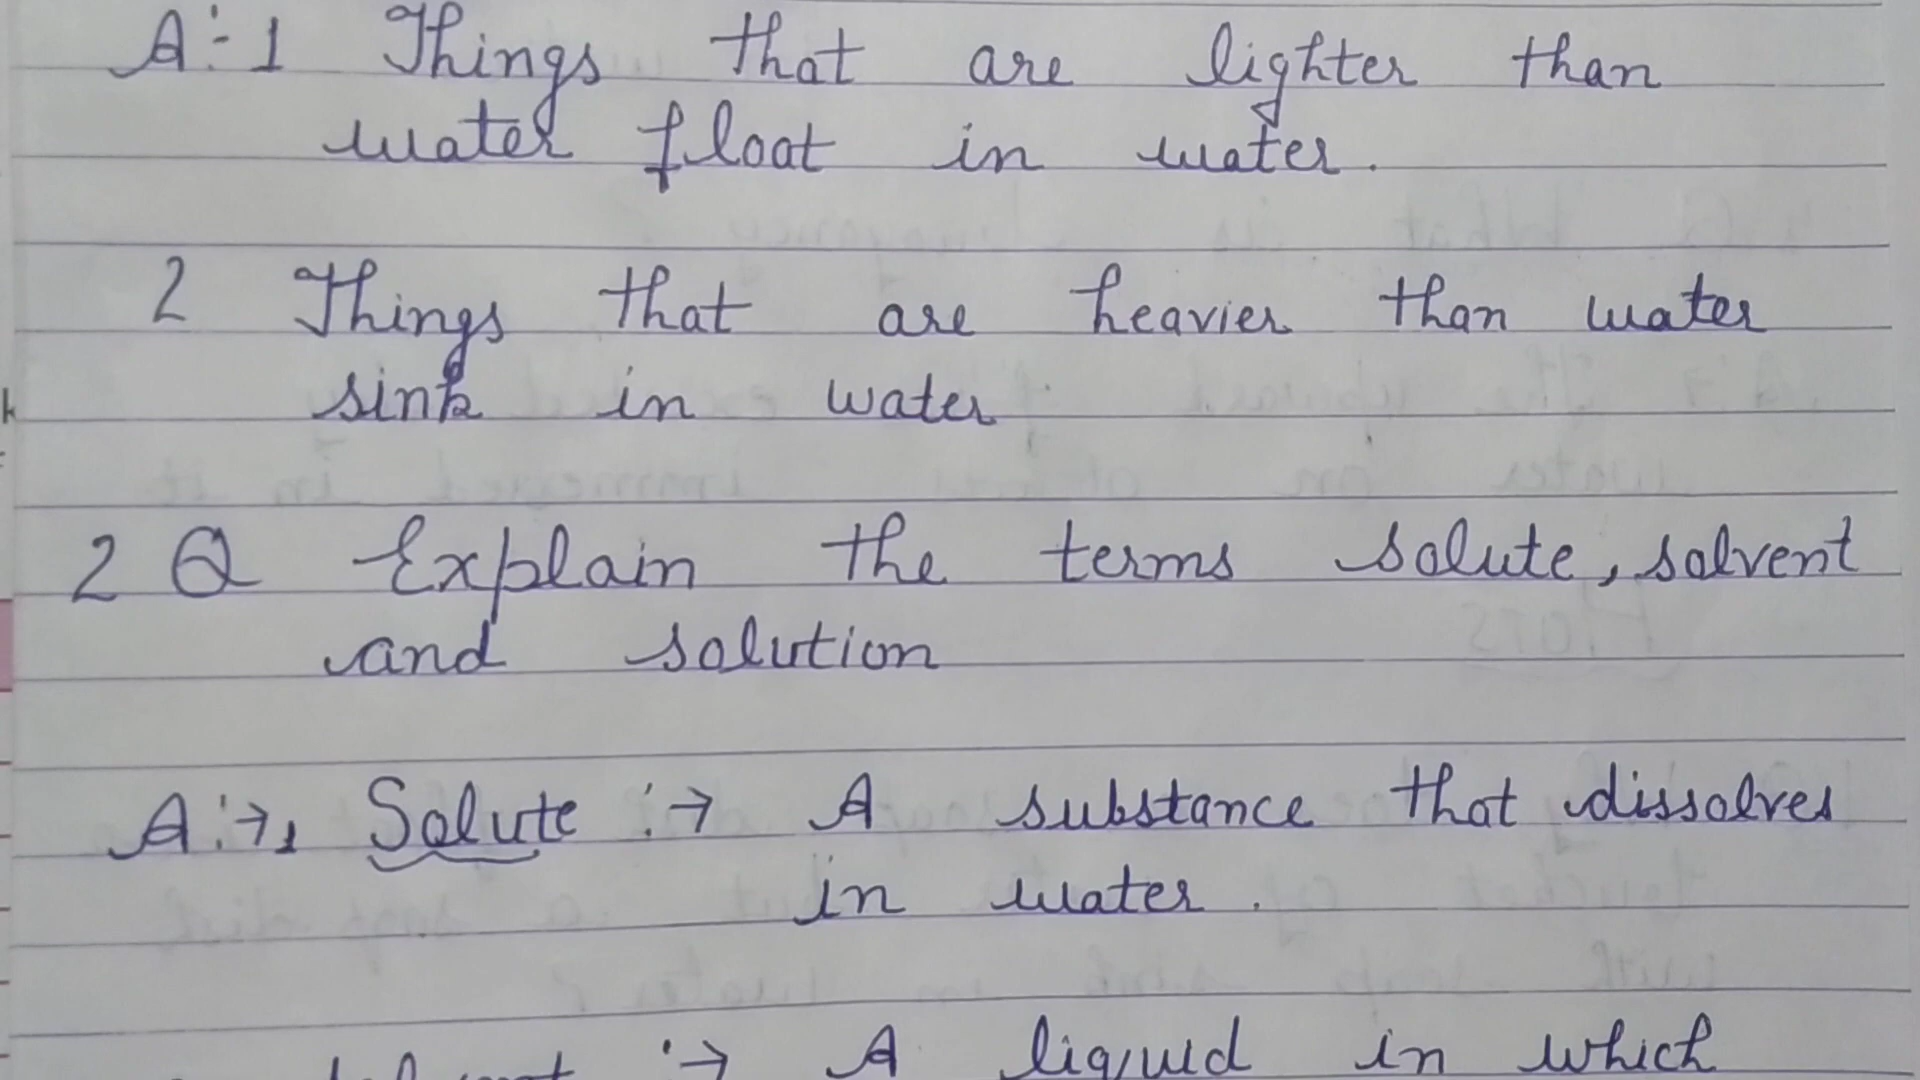 A:-1 Things that are lighter than
water float in water.
2 Things that are heavier than water
sink in water
2 Q Explain the terms solute, solvent
and solution
A:→1 Solute :→ A substance that dissolves
in water.
:→ A liquid in which